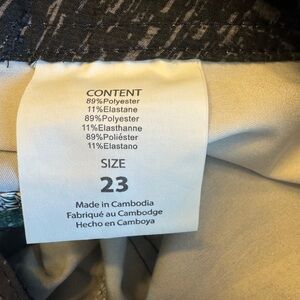 CONTENT
89%Polyester
11%Elastane
89%Polyester
11%Elasthanne
89%Poliéster
11%Elastano
SIZE
23
Made in Cambodia
Fabriqué au Cambodge
Hecho en Camboya